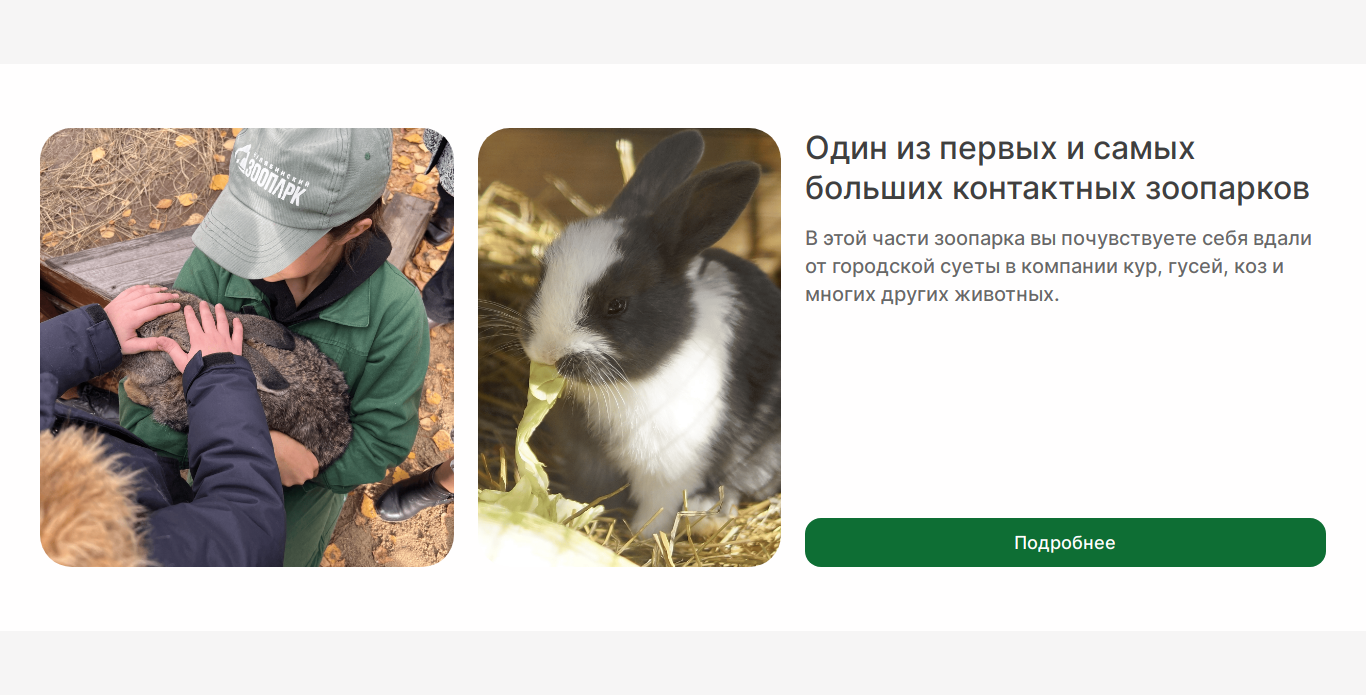 ЗООПАРК
Один из первых и самых
больших контактных зоопарков
В этой части зоопарка вы почувствуете себя вдали
от городской суеты в компании кур, гусей, коз и
многих других животных.
Подробнее